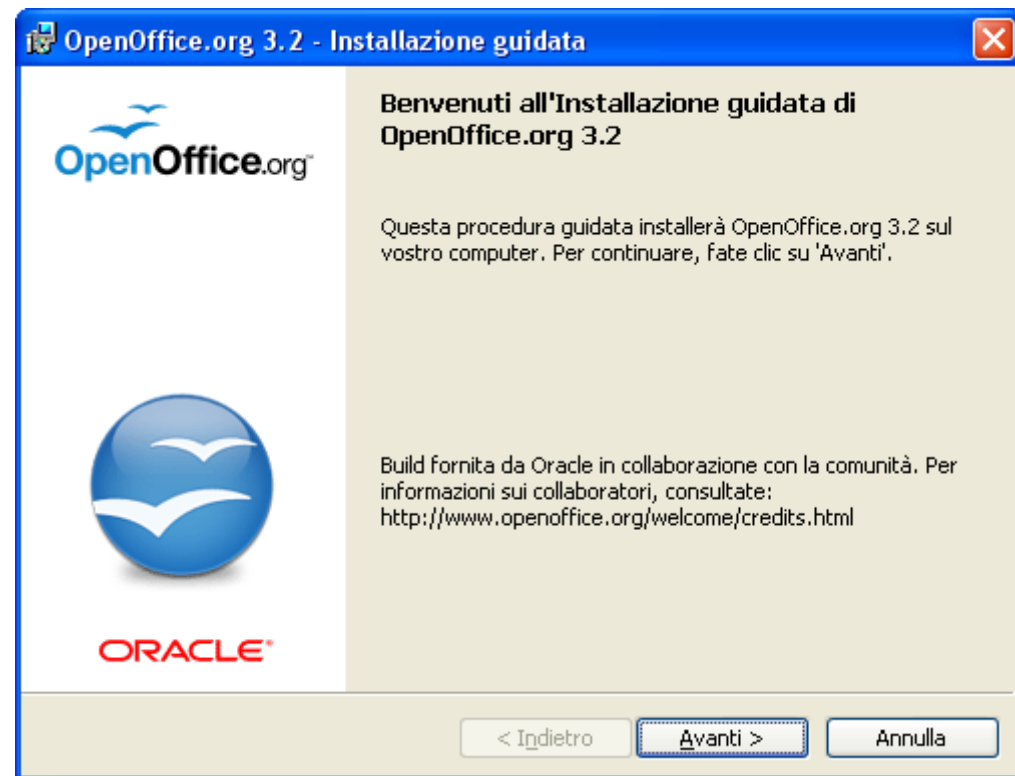 OpenOffice.org 3.2 - Installazione guidata
OpenOffice.org™
Benvenuti all'Installazione guidata di
OpenOffice.org 3.2
Questa procedura guidata installerà OpenOffice.org 3.2 sul
vostro computer. Per continuare, fate clic su 'Avanti'.
Build fornita da Oracle in collaborazione con la comunità. Per
informazioni sui collaboratori, consultate:
http://www.openoffice.org/welcome/credits.html
ORACLE®
< Indietro
Avanti >
Annulla